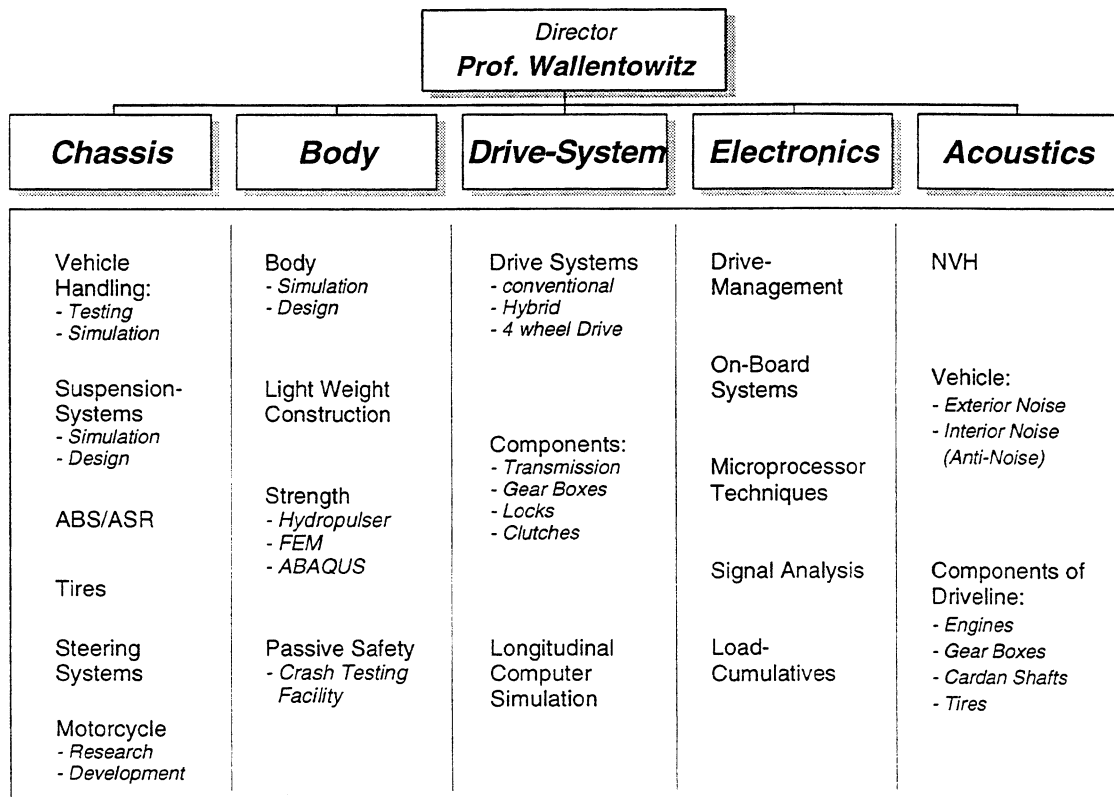 Director
Prof. Wallentowitz
Chassis
Body
Drive-System
Electronics
Acoustics
Vehicle
Handling:
- Testing
- Simulation
Suspension-
Systems
- Simulation
- Design
ABS/ASR
Tires
Steering
Systems
Motorcycle
- Research
- Development
Body
- Simulation
- Design
Light Weight
Construction
Strength
- Hydropulser
- FEM
- ABAQUS
Passive Safety
- Crash Testing
Facility
Drive Systems
- conventional
- Hybrid
- 4 wheel Drive
Components:
- Transmission
- Gear Boxes
- Locks
- Clutches
Longitudinal
Computer
Simulation
Drive-
Management
On-Board
Systems
Microprocessor
Techniques
Signal Analysis
Load-
Cumulatives
NVH
Vehicle:
- Exterior Noise
- Interior Noise
(Anti-Noise)
Components of
Driveline:
- Engines
- Gear Boxes
- Cardan Shafts
- Tires